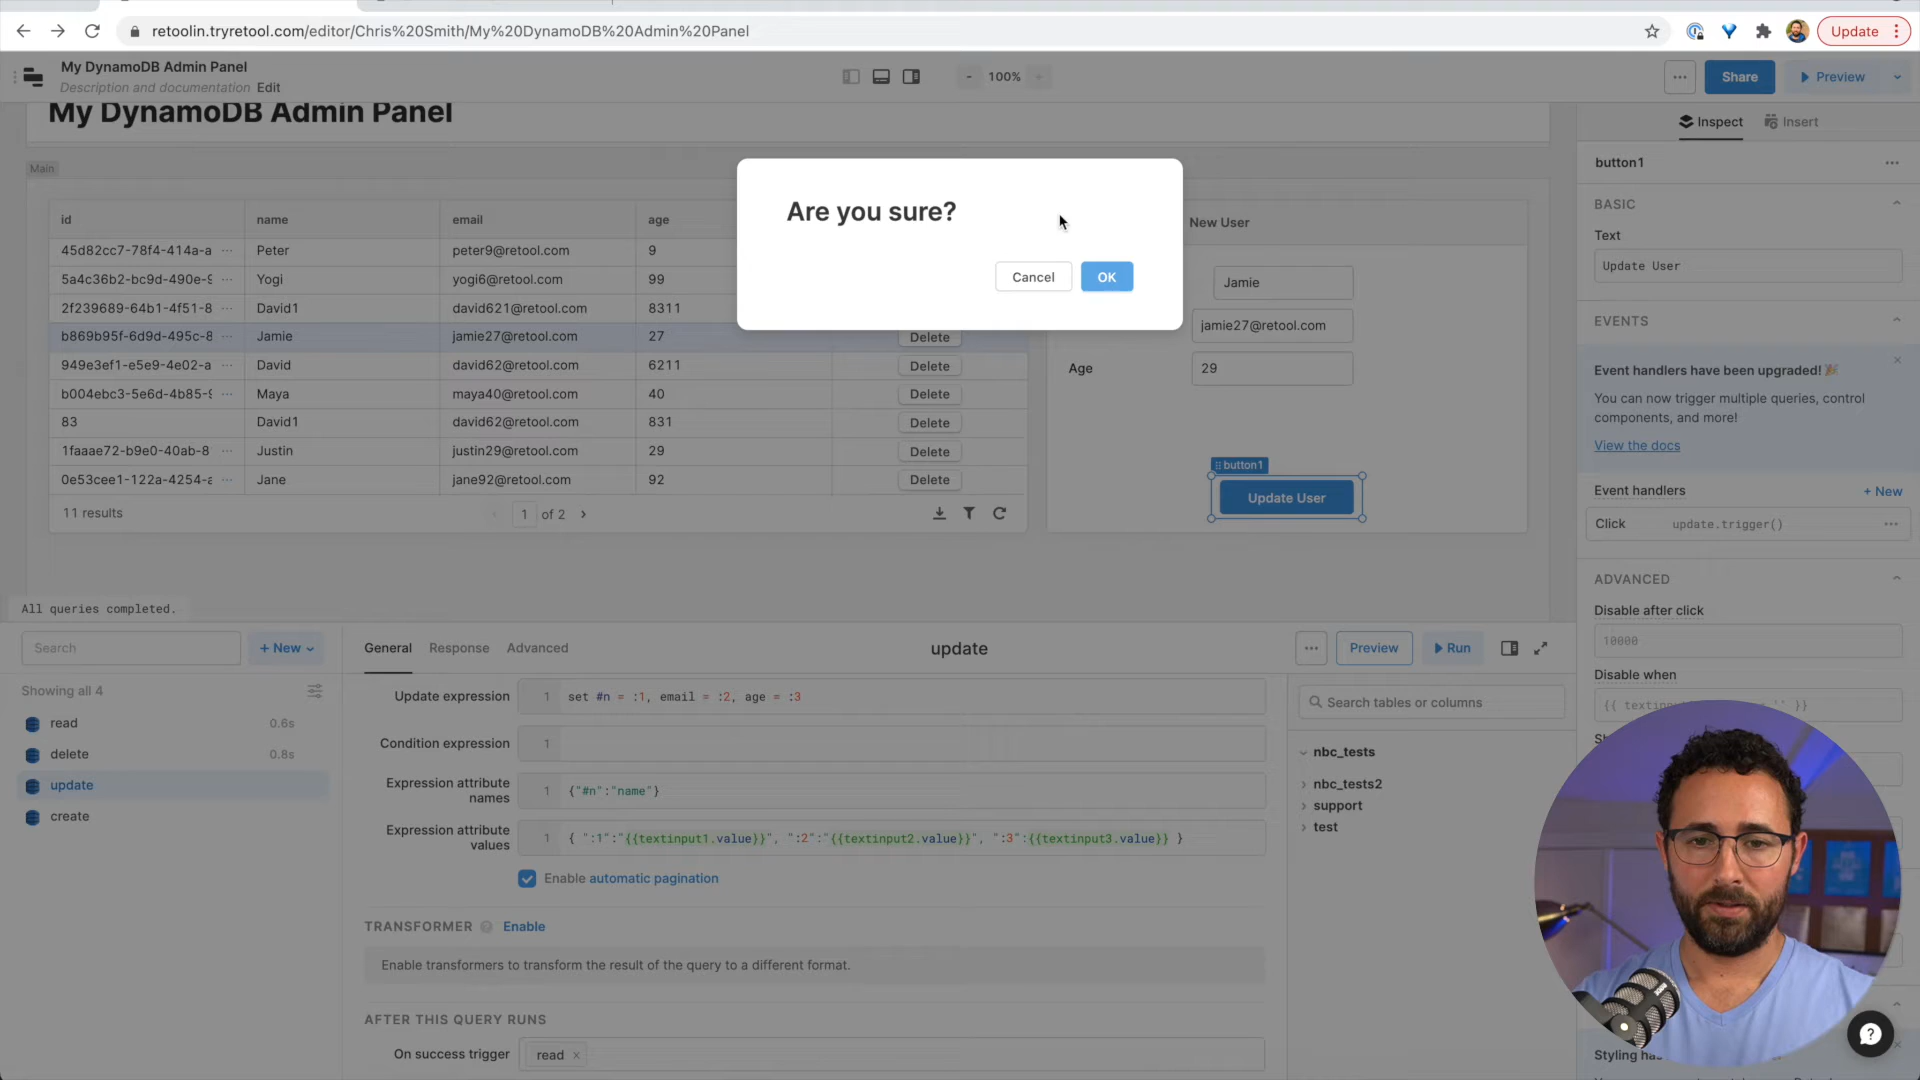 retoolin.tryretool.com/editor/Chris%20Smith/My%20DynamoDB%20Admin%20Panel
Update
My DynamoDB Admin Panel
Description and documentation Edit
- 100% +
Share
Preview
My DynamoDB Admin Panel
Inspect
Insert
Main
button1
Are you sure?
Cancel
OK
id name email age
45d82cc7-78f4-414a-a ... Peter peter9@retool.com 9
5a4c36b2-bc9d-490e-9 ... Yogi yogi6@retool.com 99
2f239689-64b1-4f51-8 ... David1 david621@retool.com 8311
b869b95f-6d9d-495c-8 ... Jamie jamie27@retool.com 27 Delete
949e3ef1-e5e9-4e02-a ... David david62@retool.com 6211 Delete
b004ebc3-5e6d-4b85-9 ... Maya maya40@retool.com 40 Delete
83 David1 david62@retool.com 831 Delete
1faaae72-b9e0-40ab-8 ... Justin justin29@retool.com 29 Delete
0e53cee1-122a-4254-a ... Jane jane92@retool.com 92 Delete
11 results
1 of 2
New User
Jamie
jamie27@retool.com
Age 29
button1
Update User
BASIC
Text
Update User
EVENTS
Event handlers have been upgraded! 🎉
You can now trigger multiple queries, control
components, and more!
View the docs
Event handlers + New
Click update.trigger()
ADVANCED
Disable after click
10000
Disable when
All queries completed.
Search
+ New
Showing all 4
read 0.6s
delete 0.8s
update
create
General Response Advanced
update
Preview
Run
Update expression 1 set #n = :1, email = :2, age = :3
Condition expression 1
Expression attribute
names
1 {"#n":"name"}
Expression attribute
values
1 { ":1":"{{textinput1.value}}", ":2":"{{textinput2.value}}", ":3":{{textinput3.value}} }
Enable automatic pagination
TRANSFORMER ? Enable
Enable transformers to transform the result of the query to a different format.
AFTER THIS QUERY RUNS
On success trigger read ×
Search tables or columns
nbc_tests
nbc_tests2
support
test